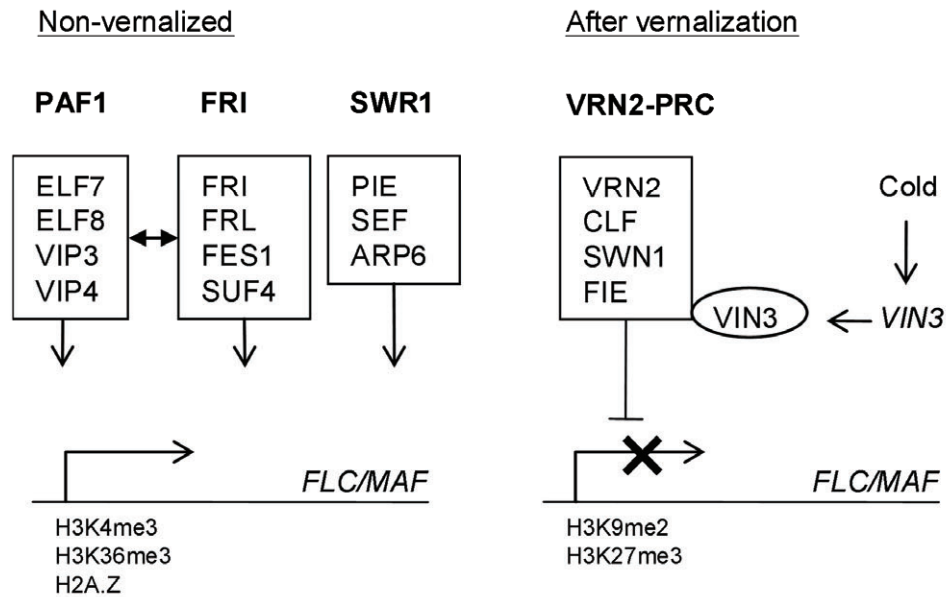 Non-vernalized
PAF1
FRI
SWR1
ELF7
ELF8
VIP3
VIP4
FRI
FRL
FES1
SUF4
PIE
SEF
ARP6
FLC/MAF
H3K4me3
H3K36me3
H2A.Z
After vernalization
VRN2-PRC
VRN2
CLF
SWN1
FIE
VIN3
Cold
VIN3
FLC/MAF
H3K9me2
H3K27me3